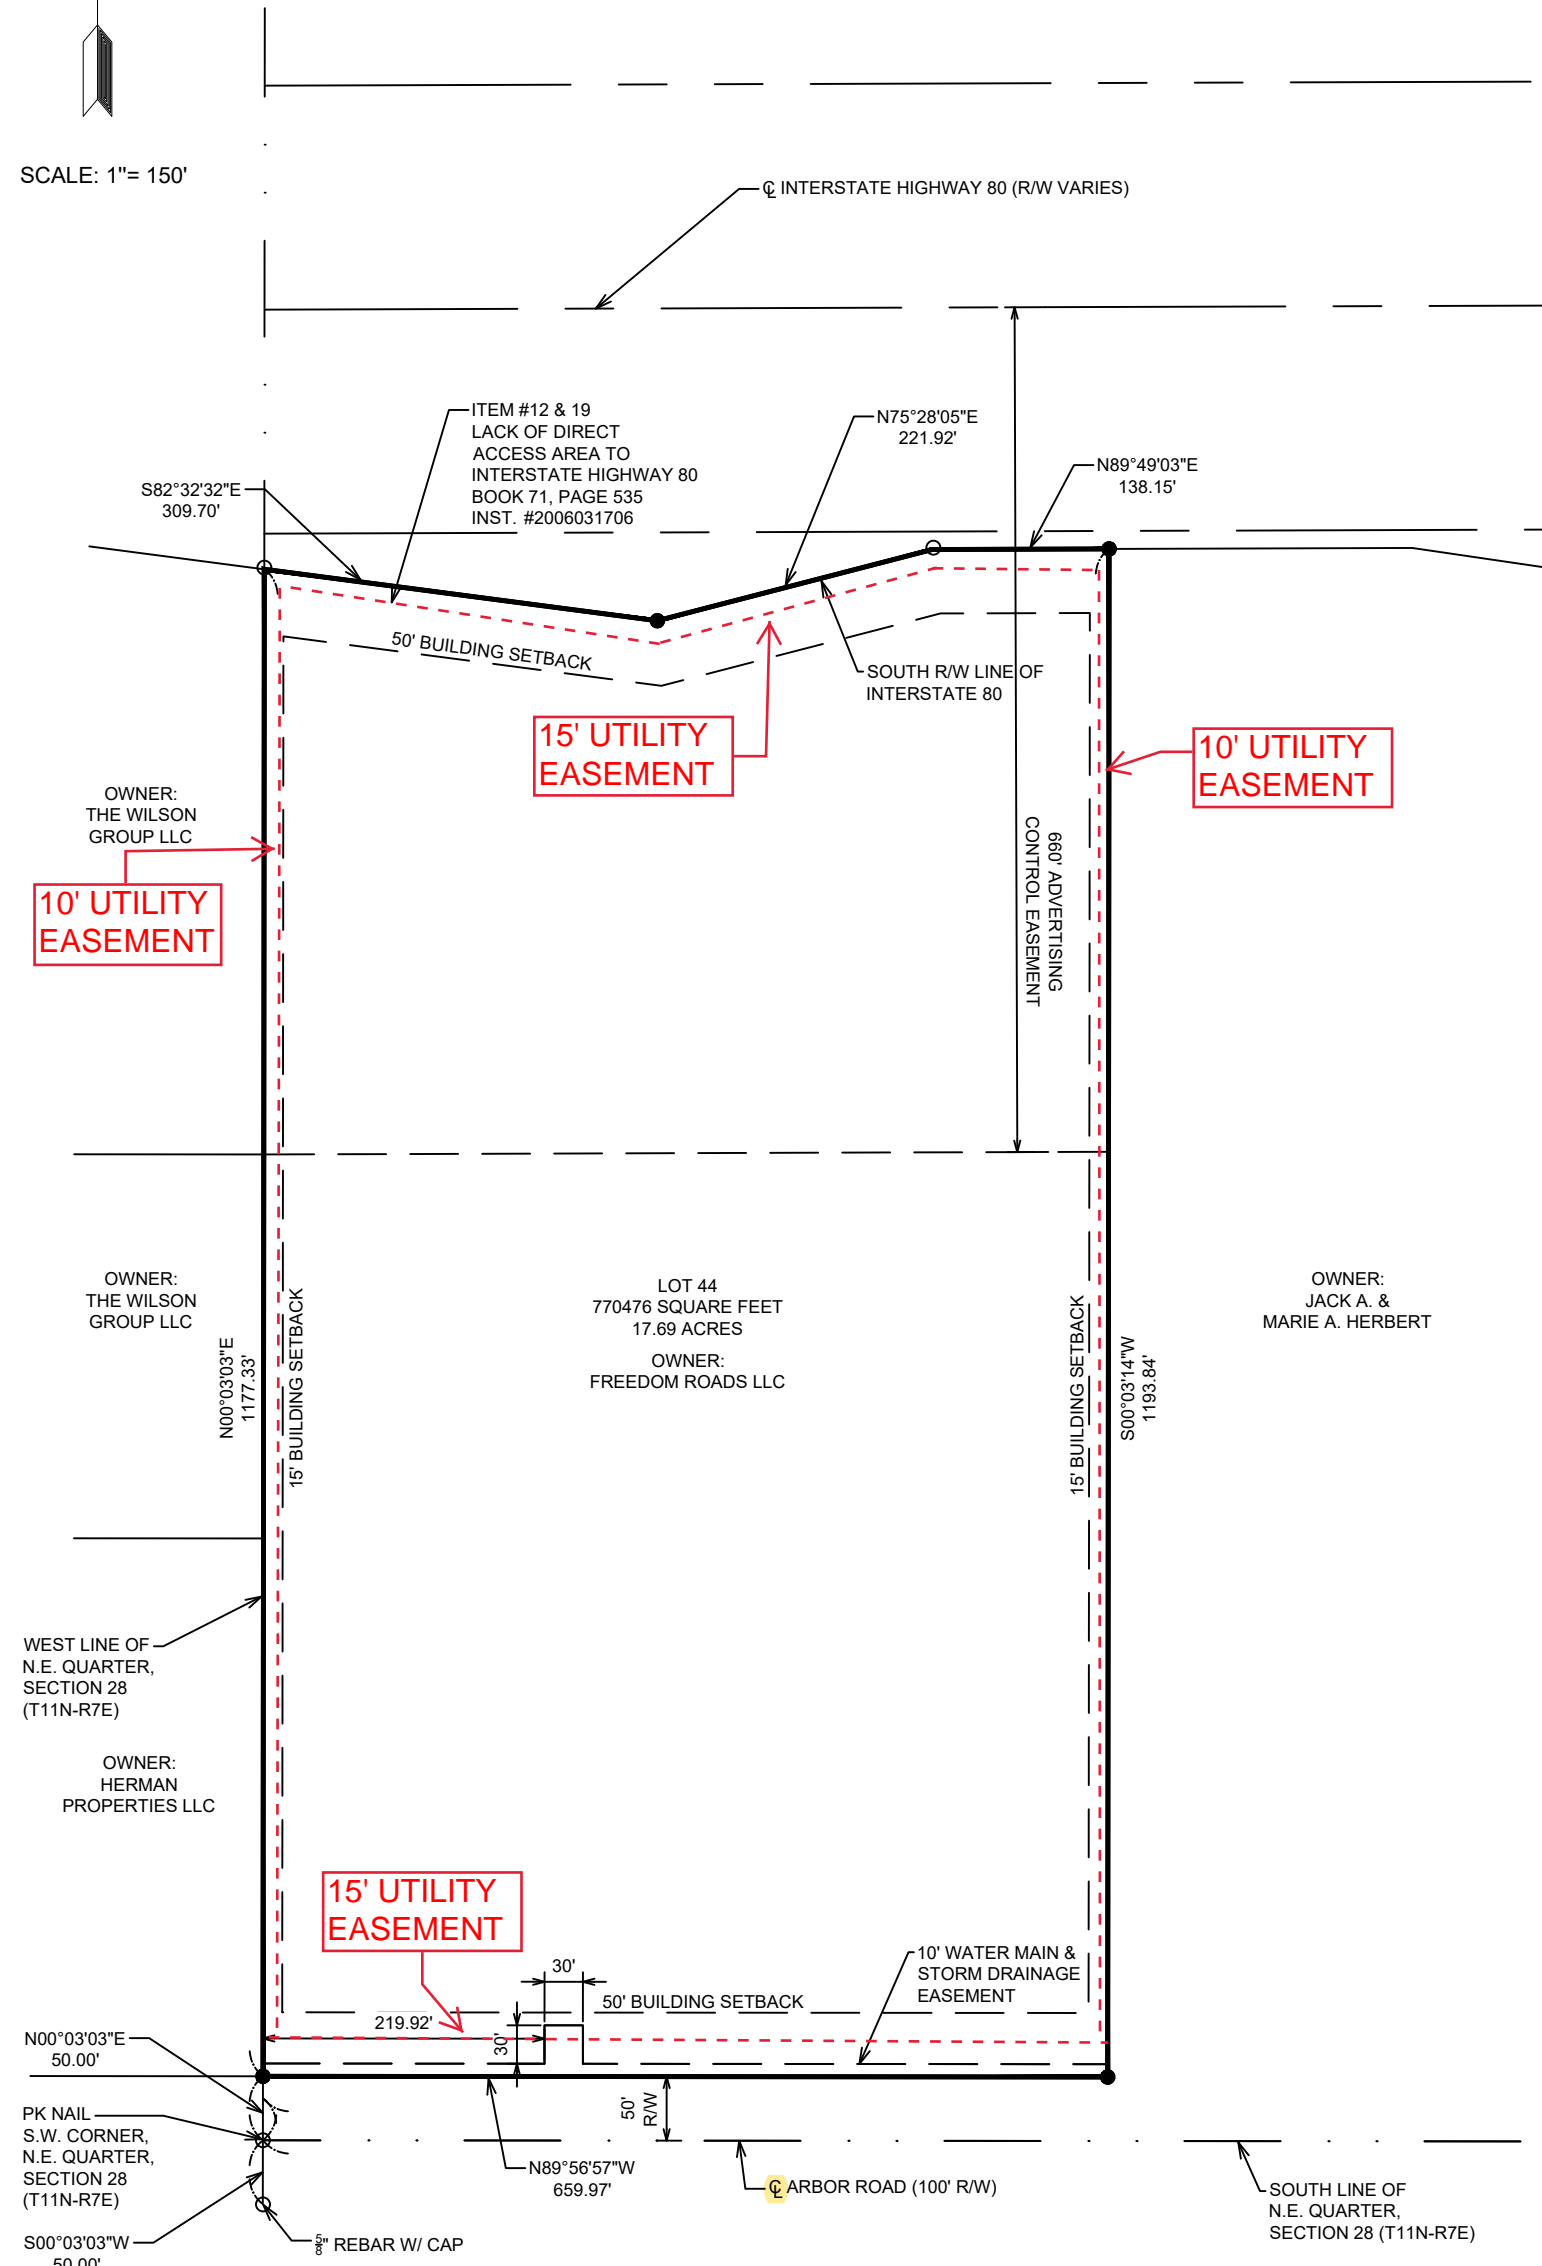 SCALE: 1"= 150'
℄ INTERSTATE HIGHWAY 80 (R/W VARIES)
ITEM #12 & 19
LACK OF DIRECT
ACCESS AREA TO
INTERSTATE HIGHWAY 80
BOOK 71, PAGE 535
INST. #2006031706
N75°28'05"E
221.92'
N89°49'03"E
138.15'
S82°32'32"E
309.70'
50' BUILDING SETBACK
SOUTH R/W LINE OF
INTERSTATE 80
15' UTILITY
EASEMENT
10' UTILITY
EASEMENT
OWNER:
THE WILSON
GROUP LLC
10' UTILITY
EASEMENT
660' ADVERTISING
CONTROL EASEMENT
OWNER:
THE WILSON
GROUP LLC
LOT 44
770476 SQUARE FEET
17.69 ACRES
OWNER:
FREEDOM ROADS LLC
OWNER:
JACK A. &
MARIE A. HERBERT
N00°03'03"E
1177.33'
15' BUILDING SETBACK
15' BUILDING SETBACK
S00°03'14"W
1193.84'
WEST LINE OF
N.E. QUARTER,
SECTION 28
(T11N-R7E)
OWNER:
HERMAN
PROPERTIES LLC
15' UTILITY
EASEMENT
10' WATER MAIN &
STORM DRAINAGE
EASEMENT
30'
50' BUILDING SETBACK
219.92'
30'
N00°03'03"E
50.00'
50'
R/W
PK NAIL
S.W. CORNER,
N.E. QUARTER,
SECTION 28
(T11N-R7E)
N89°56'57"W
659.97'
℄ ARBOR ROAD (100' R/W)
SOUTH LINE OF
N.E. QUARTER,
SECTION 28 (T11N-R7E)
S00°03'03"W
50.00'
5/8" REBAR W/ CAP